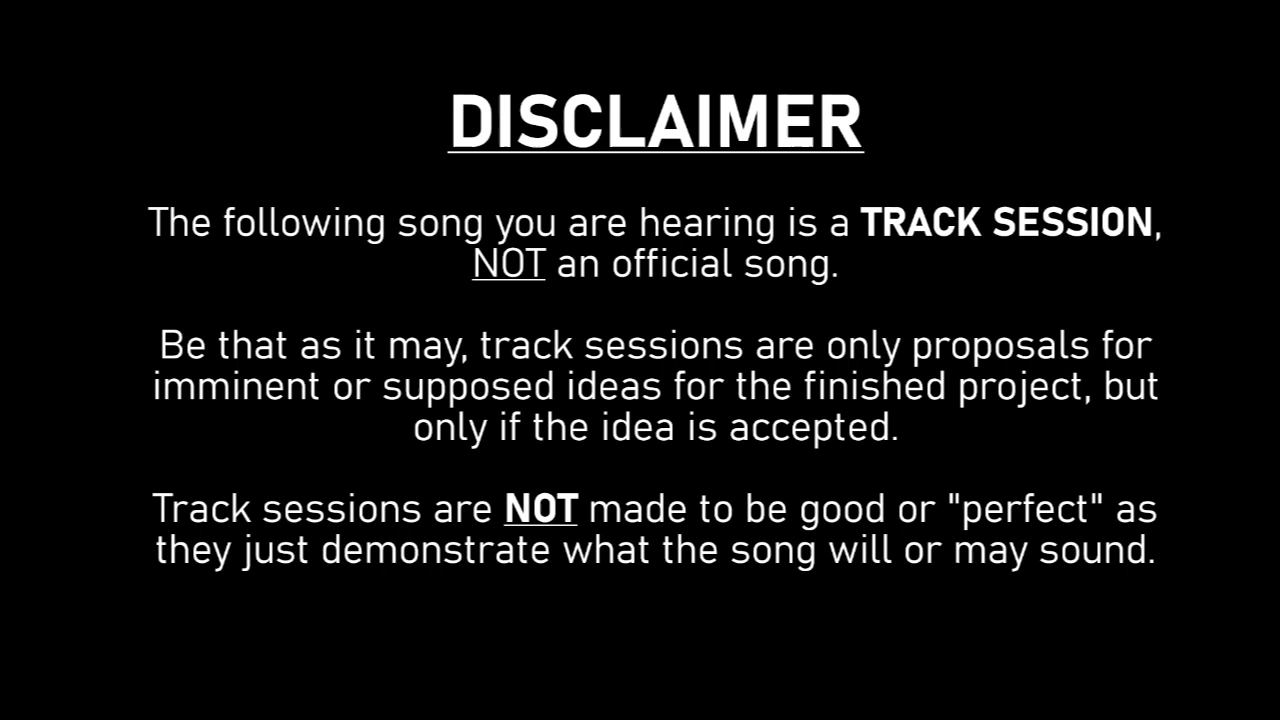 DISCLAIMER
The following song you are hearing is a TRACK SESSION,
NOT an official song.
Be that as it may, track sessions are only proposals for
imminent or supposed ideas for the finished project, but
only if the idea is accepted.
Track sessions are NOT made to be good or "perfect" as
they just demonstrate what the song will or may sound.